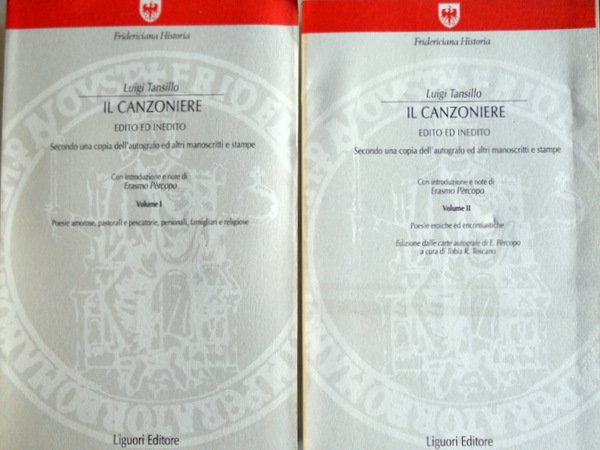 Fridericiana Historia
Luigi Tansillo
IL CANZONIERE
EDITO ED INEDITO
Secondo una copia dell'autografo ed altri manoscritti e stampe
Con introduzione e note di
Erasmo Pèrcopo
Volume I
Poesie amorose, pastorali e pescatorie, personali, famigliari e religiose
Liguori Editore
Fridericiana Historia
Luigi Tansillo
IL CANZONIERE
EDITO ED INEDITO
Secondo una copia dell'autografo ed altri manoscritti e stampe
Con introduzione e note di
Erasmo Pèrcopo
Volume II
Poesie eroiche ed encomiastiche
Edizione dalle carte autografe di E. Pèrcopo
a cura di Tobia R. Toscano
Liguori Editore